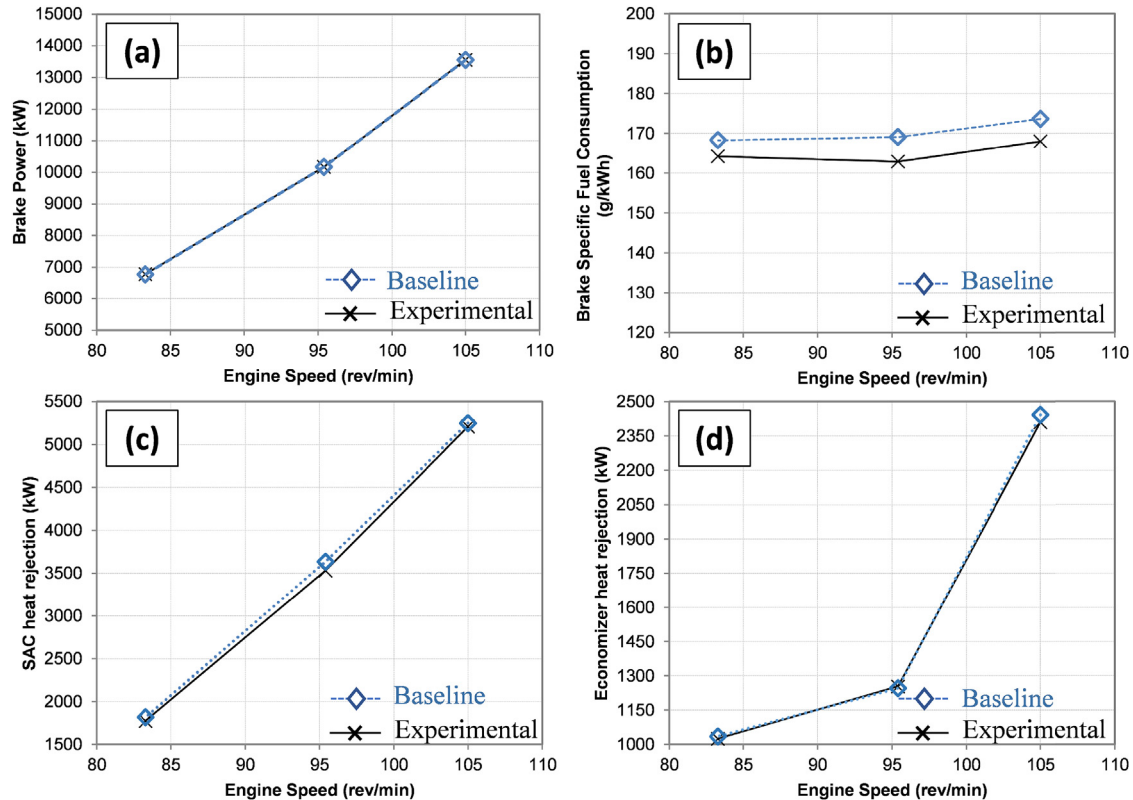 (a)
Brake Power (kW)
14000
13000
12000
11000
10000
9000
8000
7000
6000
5000
80 85 90 95 100 105 110
Engine Speed (rev/min)
Baseline
Experimental
(b)
Brake Specific Fuel Consumption
(g/kWh)
200
190
180
170
160
150
140
130
120
80 85 90 95 100 105 110
Engine Speed (rev/min)
Baseline
Experimental
(c)
SAC heat rejection (kW)
5500
5000
4500
4000
3500
3000
2500
2000
1500
80 85 90 95 100 105 110
Engine Speed (rev/min)
Baseline
Experimental
(d)
Economizer heat rejection (kW)
2500
2350
2200
2050
1900
1750
1600
1450
1300
1150
1000
80 85 90 95 100 105 110
Engine Speed (rev/min)
Baseline
Experimental